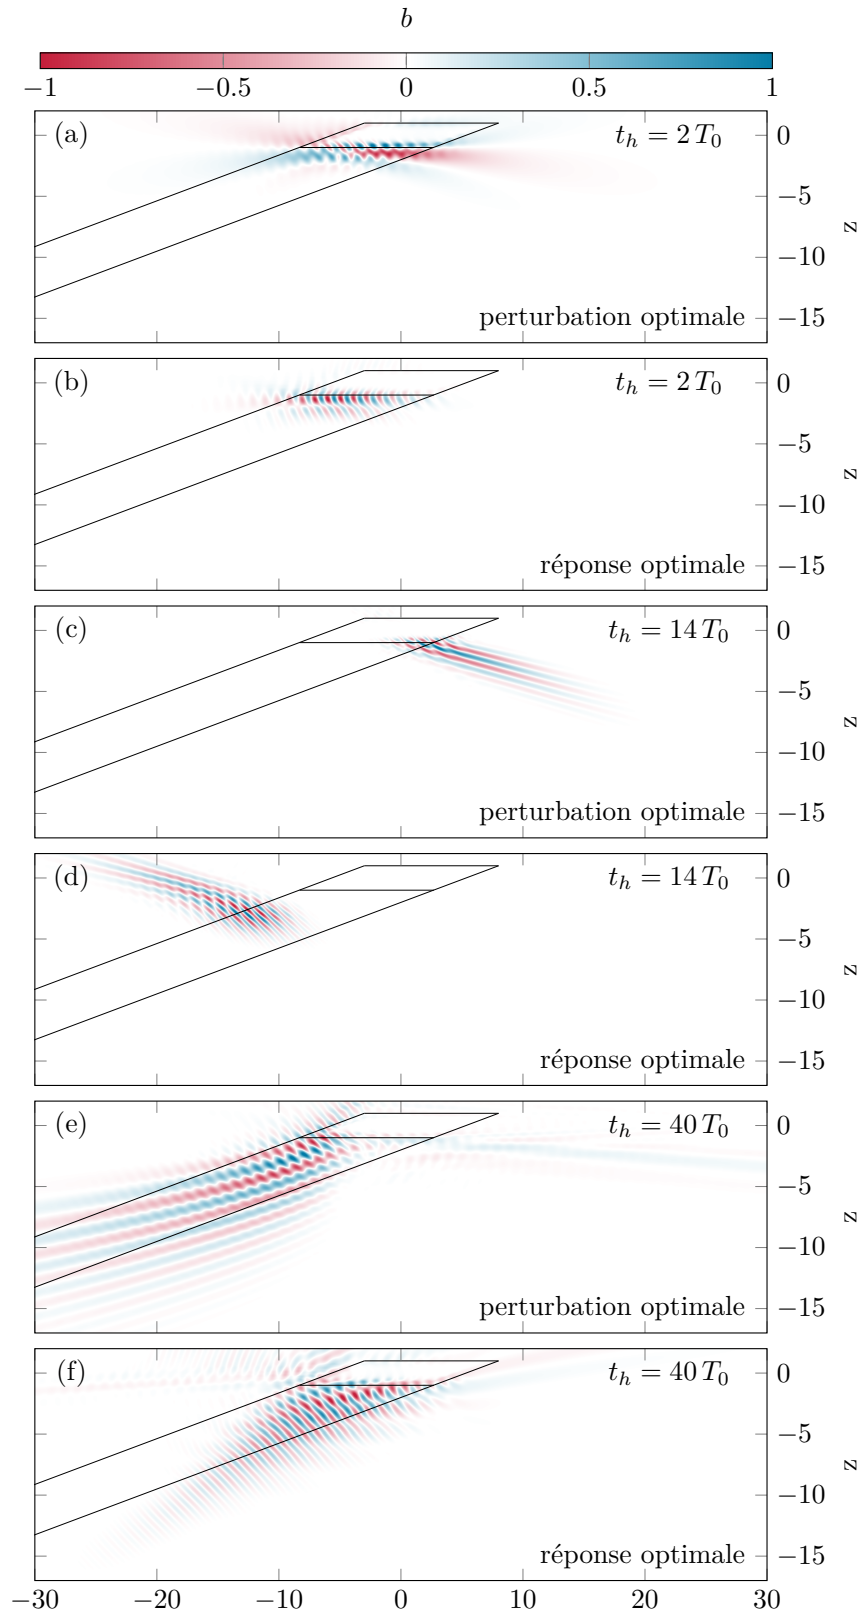 b
−1 −0.5 0 0.5 1
(a) t_h = 2 T_0 0
−5
z
−10
perturbation optimale −15
(b) t_h = 2 T_0 0
−5
z
−10
réponse optimale −15
(c) t_h = 14 T_0 0
−5
z
−10
perturbation optimale −15
(d) t_h = 14 T_0 0
−5
z
−10
réponse optimale −15
(e) t_h = 40 T_0 0
−5
z
−10
perturbation optimale −15
(f) t_h = 40 T_0 0
−5
z
−10
réponse optimale −15
−30 −20 −10 0 10 20 30